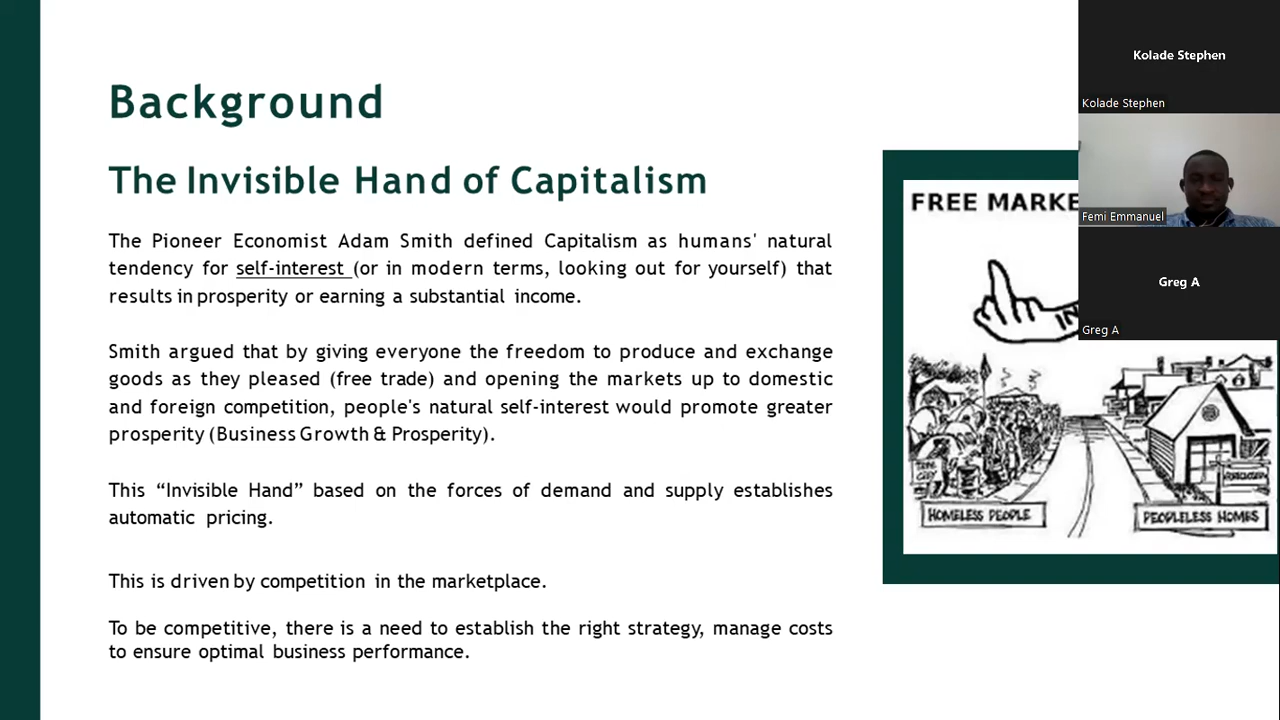 Background
The Invisible Hand of Capitalism
The Pioneer Economist Adam Smith defined Capitalism as humans' natural
tendency for self-interest (or in modern terms, looking out for yourself) that
results in prosperity or earning a substantial income.
Smith argued that by giving everyone the freedom to produce and exchange
goods as they pleased (free trade) and opening the markets up to domestic
and foreign competition, people's natural self-interest would promote greater
prosperity (Business Growth & Prosperity).
This “Invisible Hand” based on the forces of demand and supply establishes
automatic pricing.
This is driven by competition in the marketplace.
To be competitive, there is a need to establish the right strategy, manage costs
to ensure optimal business performance.
FREE MARKE
IN
TENT CITY
HOMELESS PEOPLE
PEOPLELESS HOMES
Kolade Stephen
Kolade Stephen
Femi Emmanuel
Greg A
Greg A